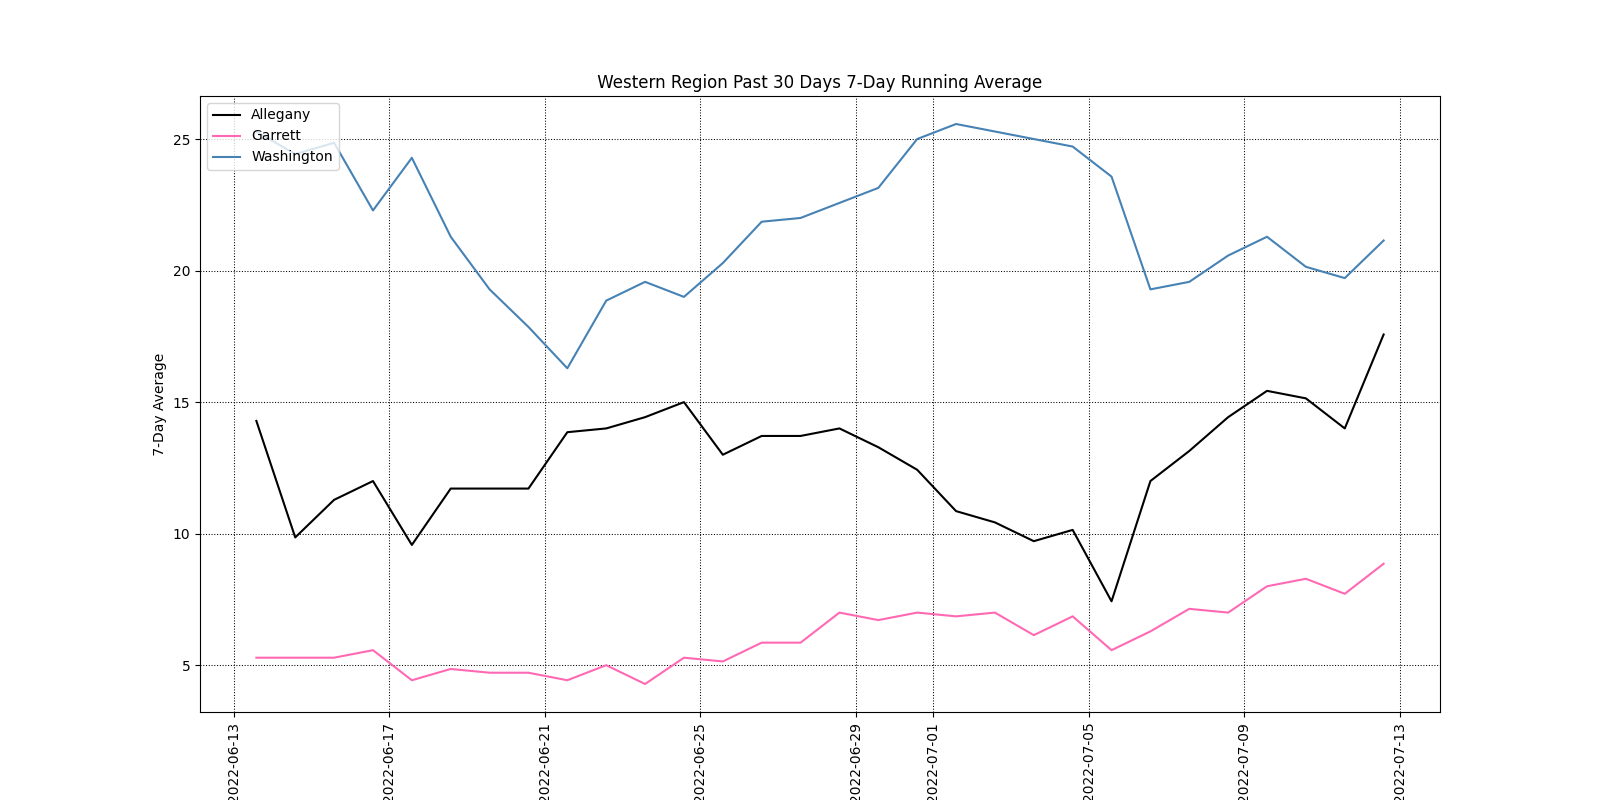 Western Region Past 30 Days 7-Day Running Average
Allegany
Garrett
Washington
25
20
15
10
5
7-Day Average
2022-06-13
2022-06-17
2022-06-21
2022-06-25
2022-06-29
2022-07-01
2022-07-05
2022-07-09
2022-07-13